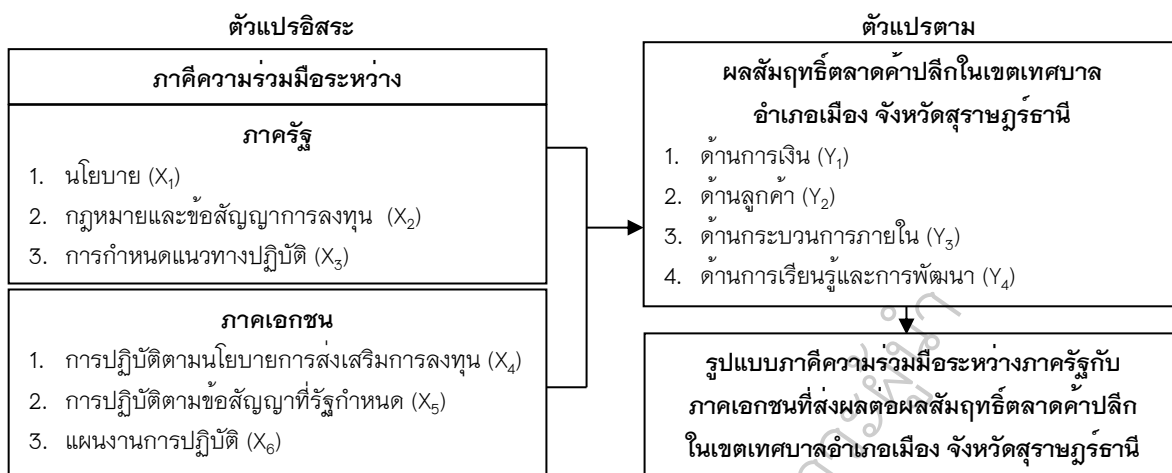 ตัวแปรอิสระ
ภาคีความร่วมมือระหว่าง
ภาครัฐ
1. นโยบาย (X₁)
2. กฎหมายและข้อสัญญาการลงทุน (X₂)
3. การกำหนดแนวทางปฏิบัติ (X₃)
ภาคเอกชน
1. การปฏิบัติตามนโยบายการส่งเสริมการลงทุน (X₄)
2. การปฏิบัติตามข้อสัญญาที่รัฐกำหนด (X₅)
3. แผนงานการปฏิบัติ (X₆)
ตัวแปรตาม
ผลสัมฤทธิ์ตลาดค้าปลีกในเขตเทศบาล
อำเภอเมือง จังหวัดสุราษฎร์ธานี
1. ด้านการเงิน (Y₁)
2. ด้านลูกค้า (Y₂)
3. ด้านกระบวนการภายใน (Y₃)
4. ด้านการเรียนรู้และการพัฒนา (Y₄)
รูปแบบภาคีความร่วมมือระหว่างภาครัฐกับ
ภาคเอกชนที่ส่งผลต่อผลสัมฤทธิ์ตลาดค้าปลีก
ในเขตเทศบาลอำเภอเมือง จังหวัดสุราษฎร์ธานี